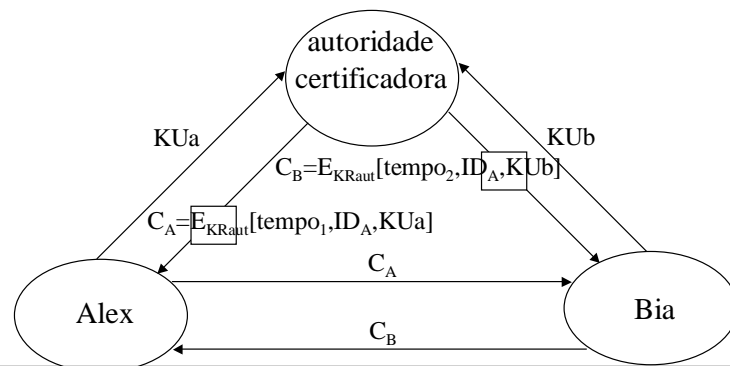 autoridade
certificadora
KUa
KUb
C_B=E_KRaut[tempo_2,ID_A,KUb]
C_A=E_KRaut[tempo_1,ID_A,KUa]
C_A
Alex
Bia
C_B